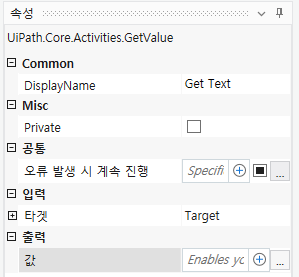 속성
UiPath.Core.Activities.GetValue
Common
DisplayName Get Text
Misc
Private
공통
오류 발생 시 계속 진행 Specifi ...
입력
타겟 Target
출력
값 Enables yo ...